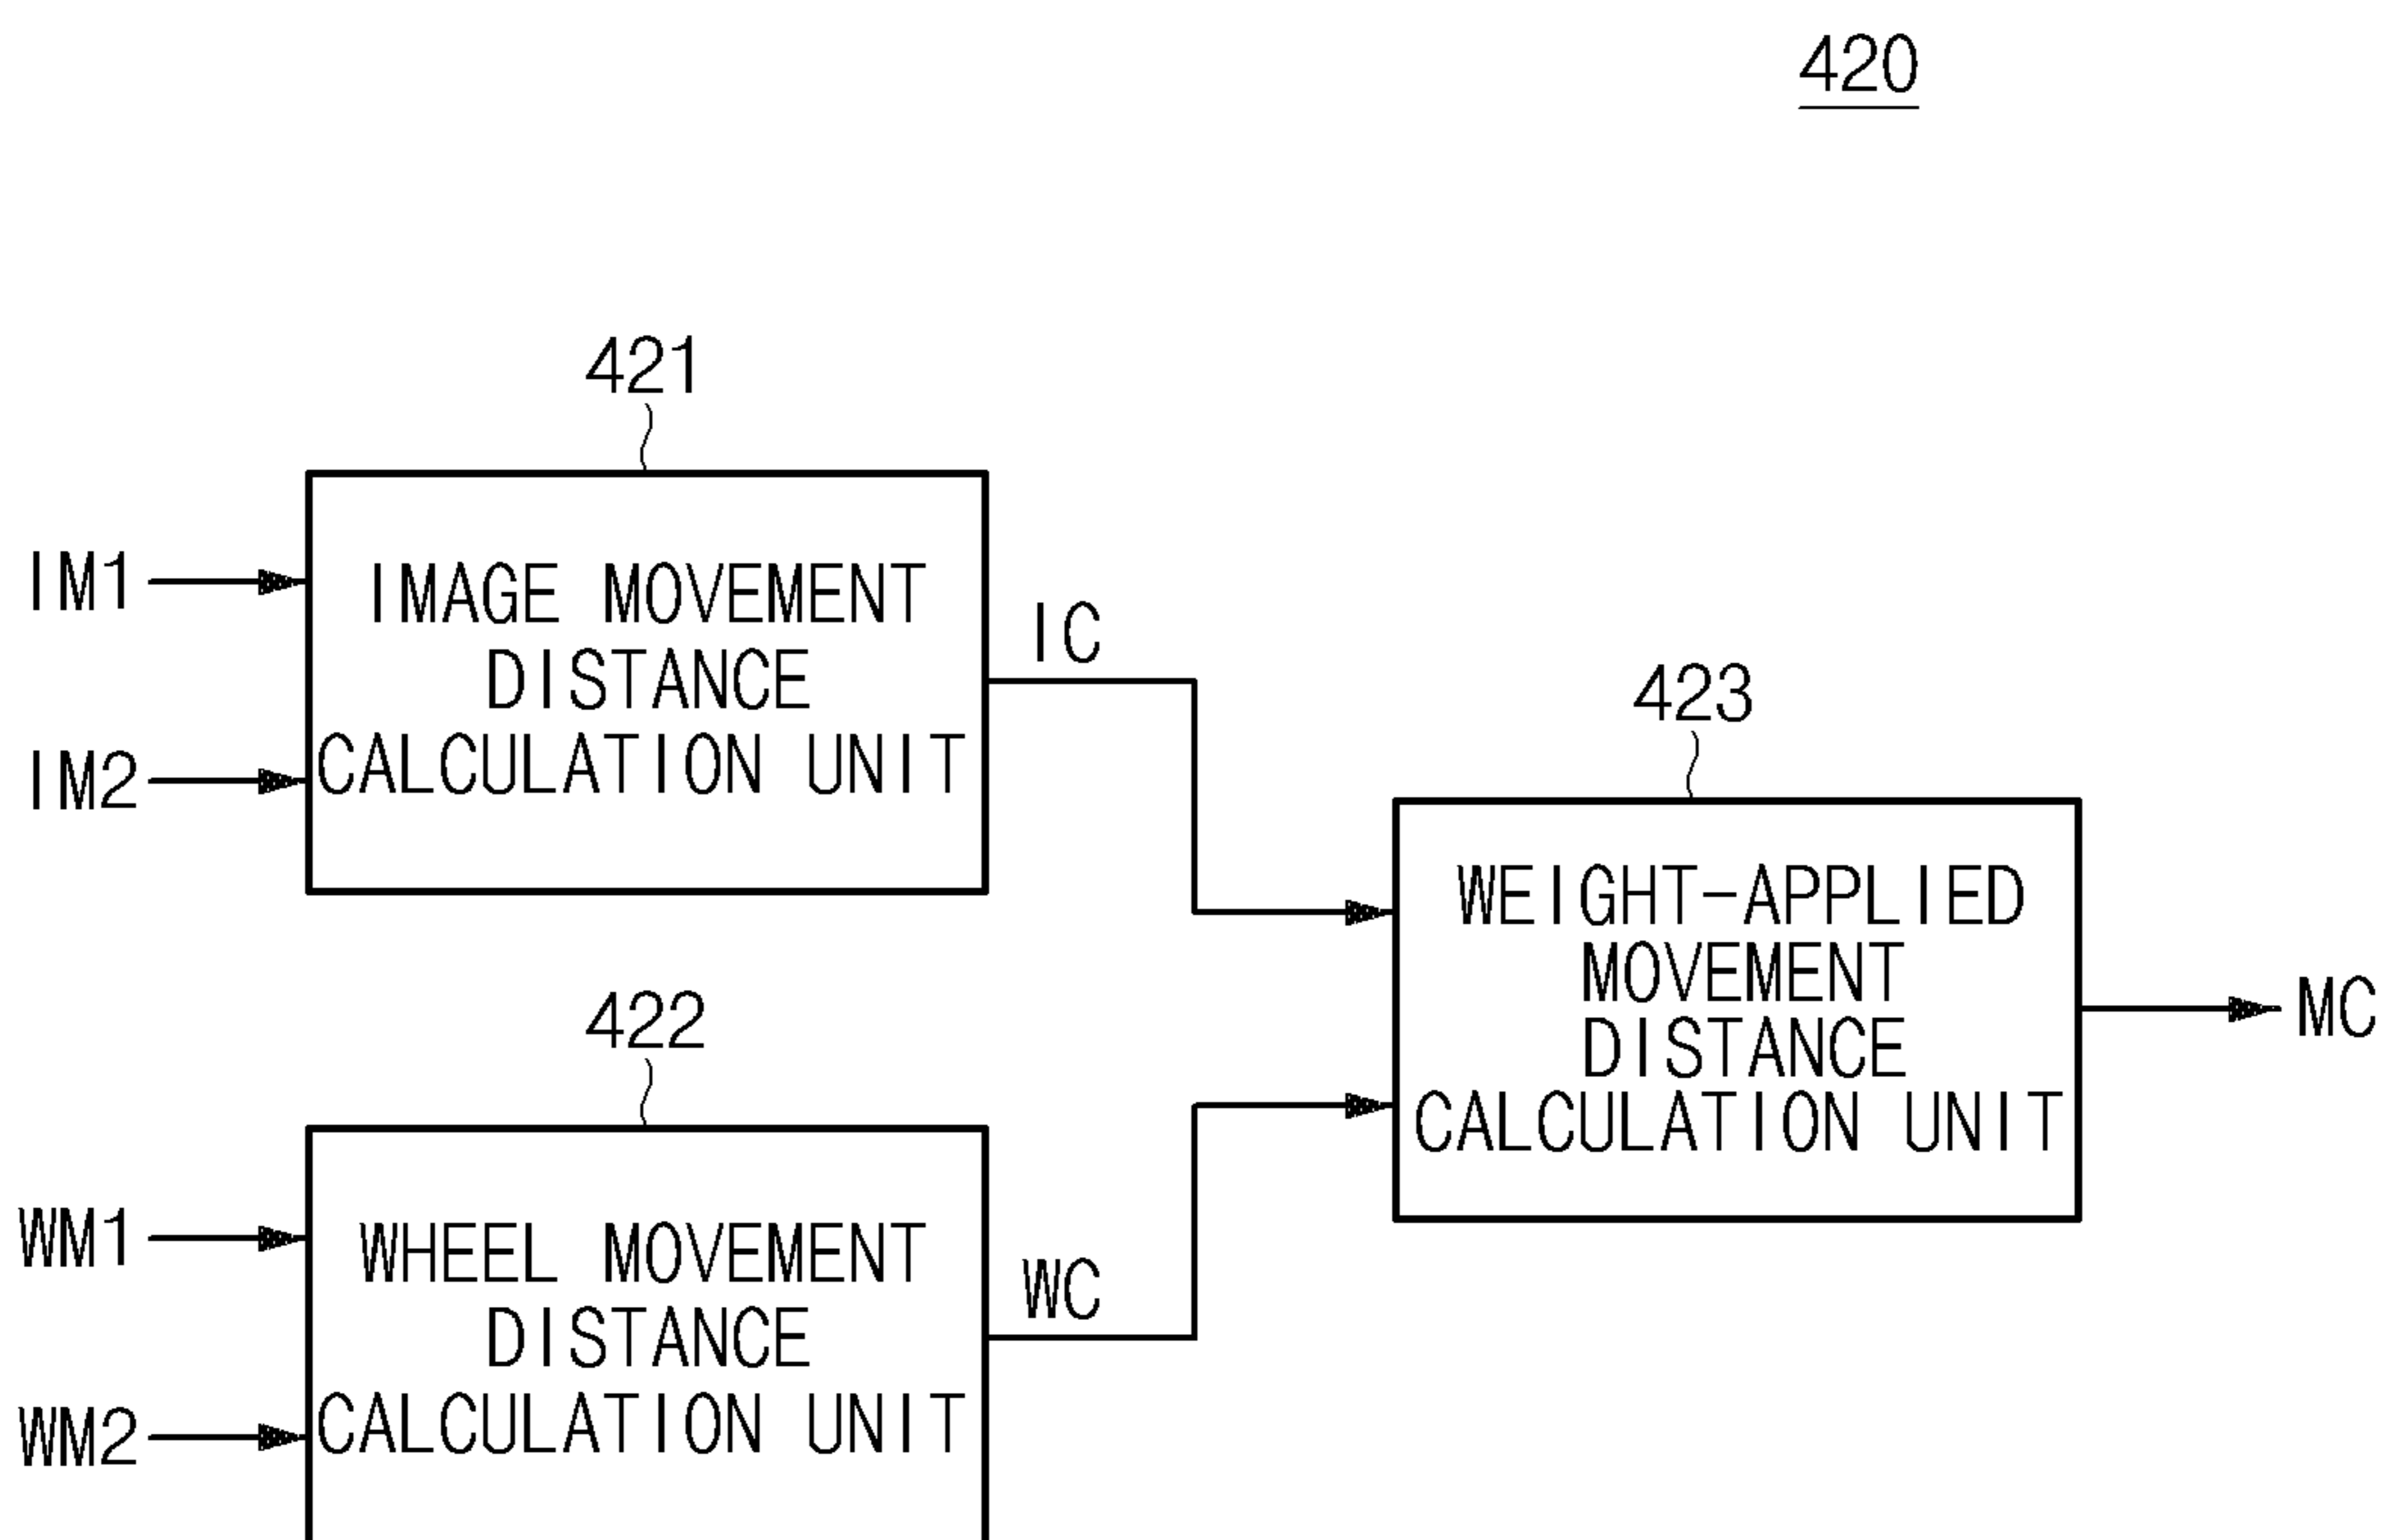 420
421
IM1
IM2
IMAGE MOVEMENT
DISTANCE
CALCULATION UNIT
IC
423
WEIGHT-APPLIED
MOVEMENT
DISTANCE
CALCULATION UNIT
MC
422
WM1
WM2
WHEEL MOVEMENT
DISTANCE
CALCULATION UNIT
WC